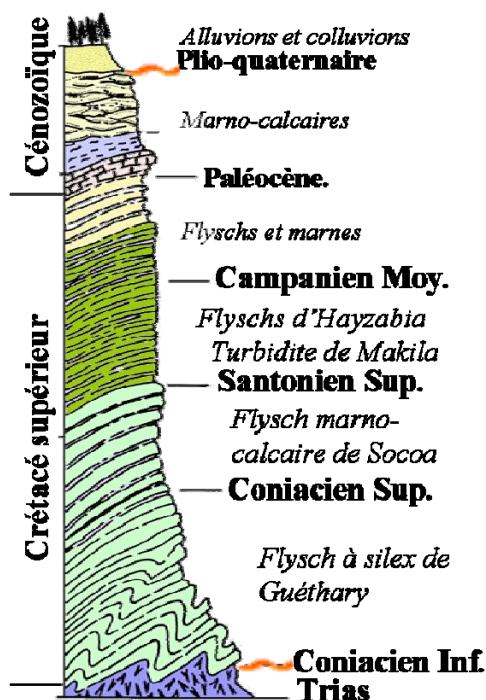 Cénozoïque
Alluvions et colluvions
Plio-quaternaire
Marno-calcaires
Paléocène.
Flyschs et marnes
Crétacé supérieur
Campanien Moy.
Flyschs d'Hayzabia
Turbidite de Makila
Santonien Sup.
Flysch marno-
calcaire de Socoa
Coniacien Sup.
Flysch à silex de
Guéthary
Coniacien Inf.
Trias